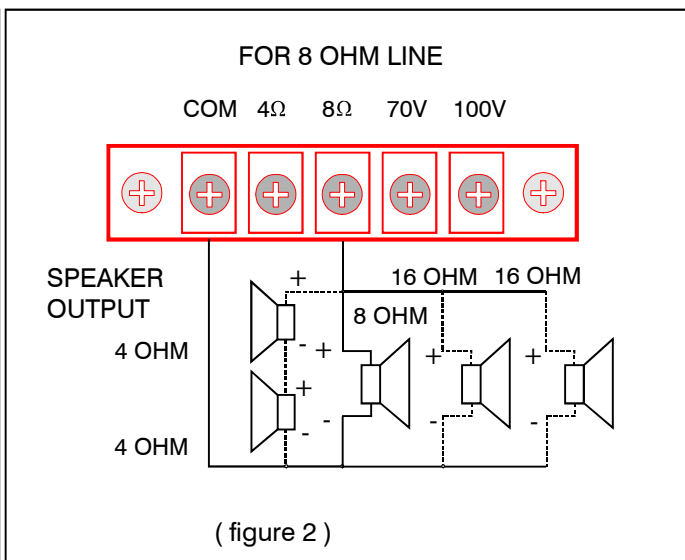 FOR 8 OHM LINE
COM 4Ω 8Ω 70V 100V
SPEAKER
OUTPUT
+ 16 OHM 16 OHM
8 OHM
4 OHM
- + + +
+
- - - -
4 OHM
( figure 2 )